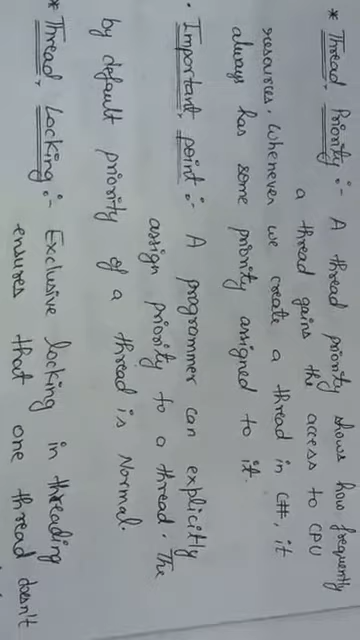 * Thread Priority :- A thread priority shows how frequently
a thread gains the access to CPU
resources. Whenever we create a thread in C#, it
always has some priority assigned to it.
. Important point :- A programmer can explicitly
assign priority to a thread. The
by default priority of a thread is Normal.
* Thread Locking :- Exclusive locking in threading
ensures that one thread doesn't